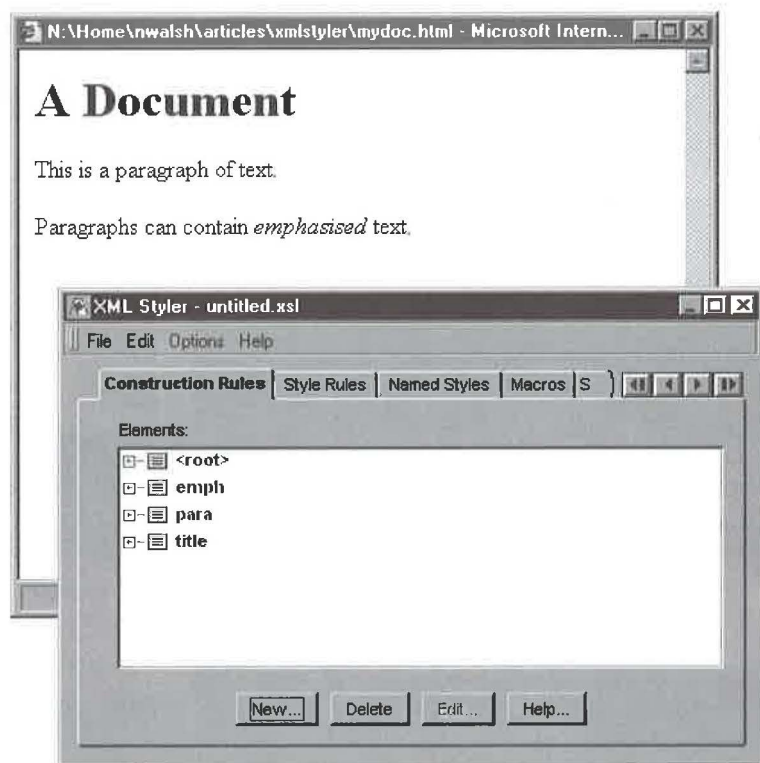 N:\Home\nwalsh\articles\xmlstyler\mydoc.html - Microsoft Intern...
A Document
This is a paragraph of text.
Paragraphs can contain emphasised text.
XML Styler - untitled.xsl
File Edit Options Help
Construction Rules Style Rules Named Styles Macros S
Elements:
<root>
emph
para
title
New... Delete Edit... Help...